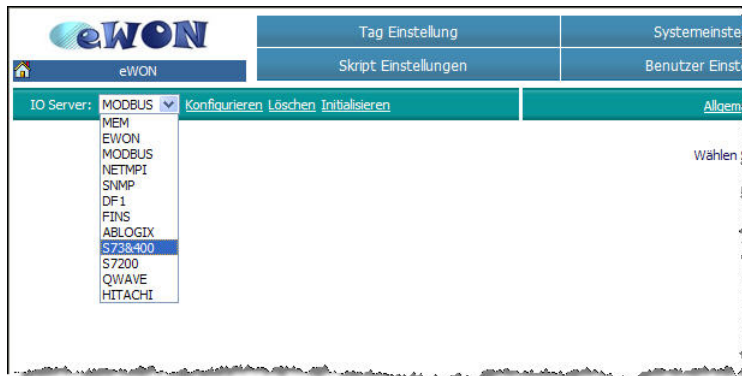 eWON
Tag Einstellung
Systemeinste
eWON
Skript Einstellungen
Benutzer Einst
IO Server: MODBUS Konfigurieren Löschen Initialisieren
Allgem
MEM
EWON
MODBUS
NETMPI
SNMP
DF1
FINS
ABLOGIX
S73&400
S7200
QWAVE
HITACHI
Wählen